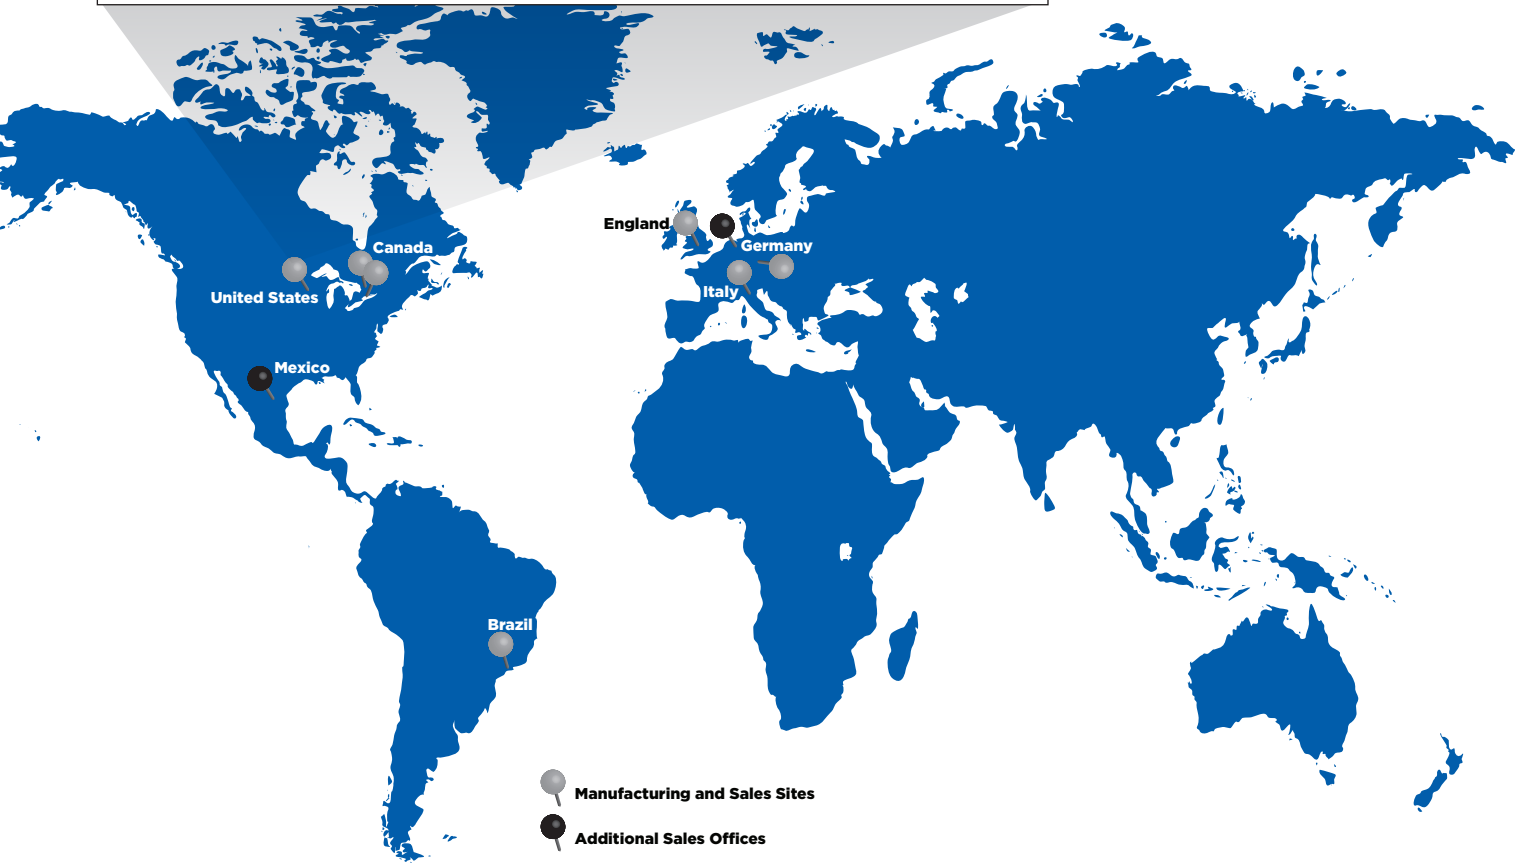 England
Canada
Germany
United States
Italy
Mexico
Brazil
Manufacturing and Sales Sites
Additional Sales Offices